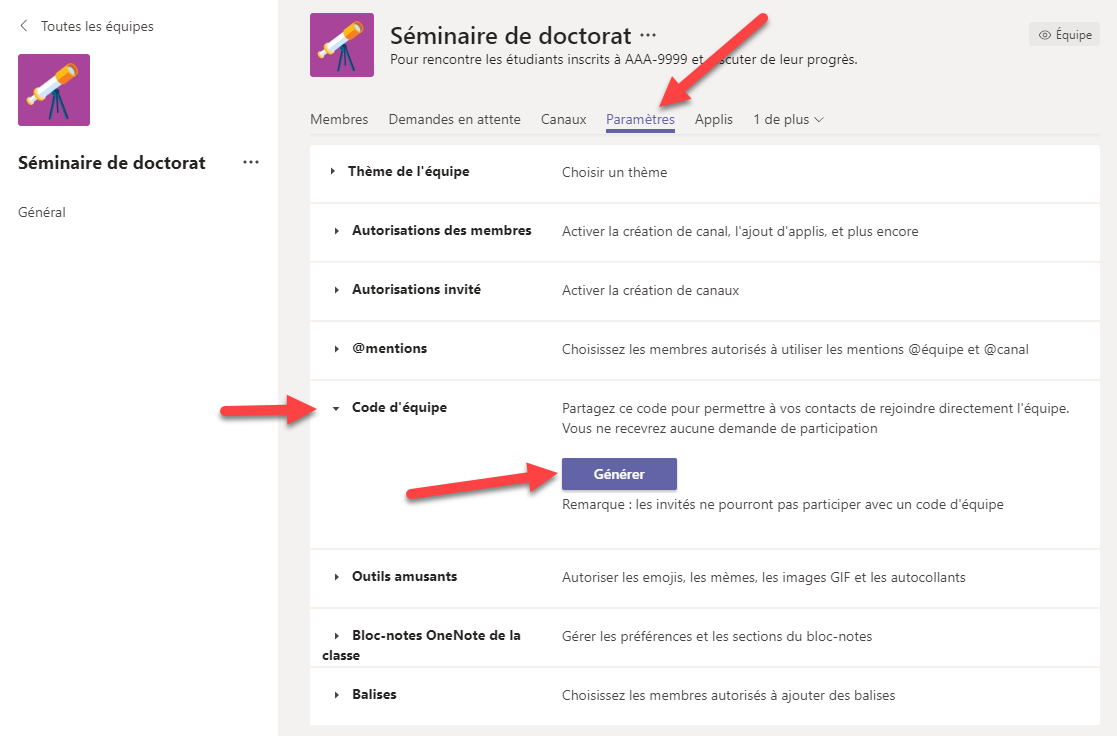 Toutes les équipes
Séminaire de doctorat ···
Général
Séminaire de doctorat ···
Pour rencontre les étudiants inscrits à AAA-9999 et scuter de leur progrès.
Équipe
Membres Demandes en attente Canaux Paramètres Applis 1 de plus
Thème de l'équipe Choisir un thème
Autorisations des membres Activer la création de canal, l'ajout d'applis, et plus encore
Autorisations invité Activer la création de canaux
@mentions Choisissez les membres autorisés à utiliser les mentions @équipe et @canal
Code d'équipe Partagez ce code pour permettre à vos contacts de rejoindre directement l'équipe.
Vous ne recevrez aucune demande de participation
Générer
Remarque : les invités ne pourront pas participer avec un code d'équipe
Outils amusants Autoriser les emojis, les mèmes, les images GIF et les autocollants
Bloc-notes OneNote de la Gérer les préférences et les sections du bloc-notes
classe
Balises Choisissez les membres autorisés à ajouter des balises